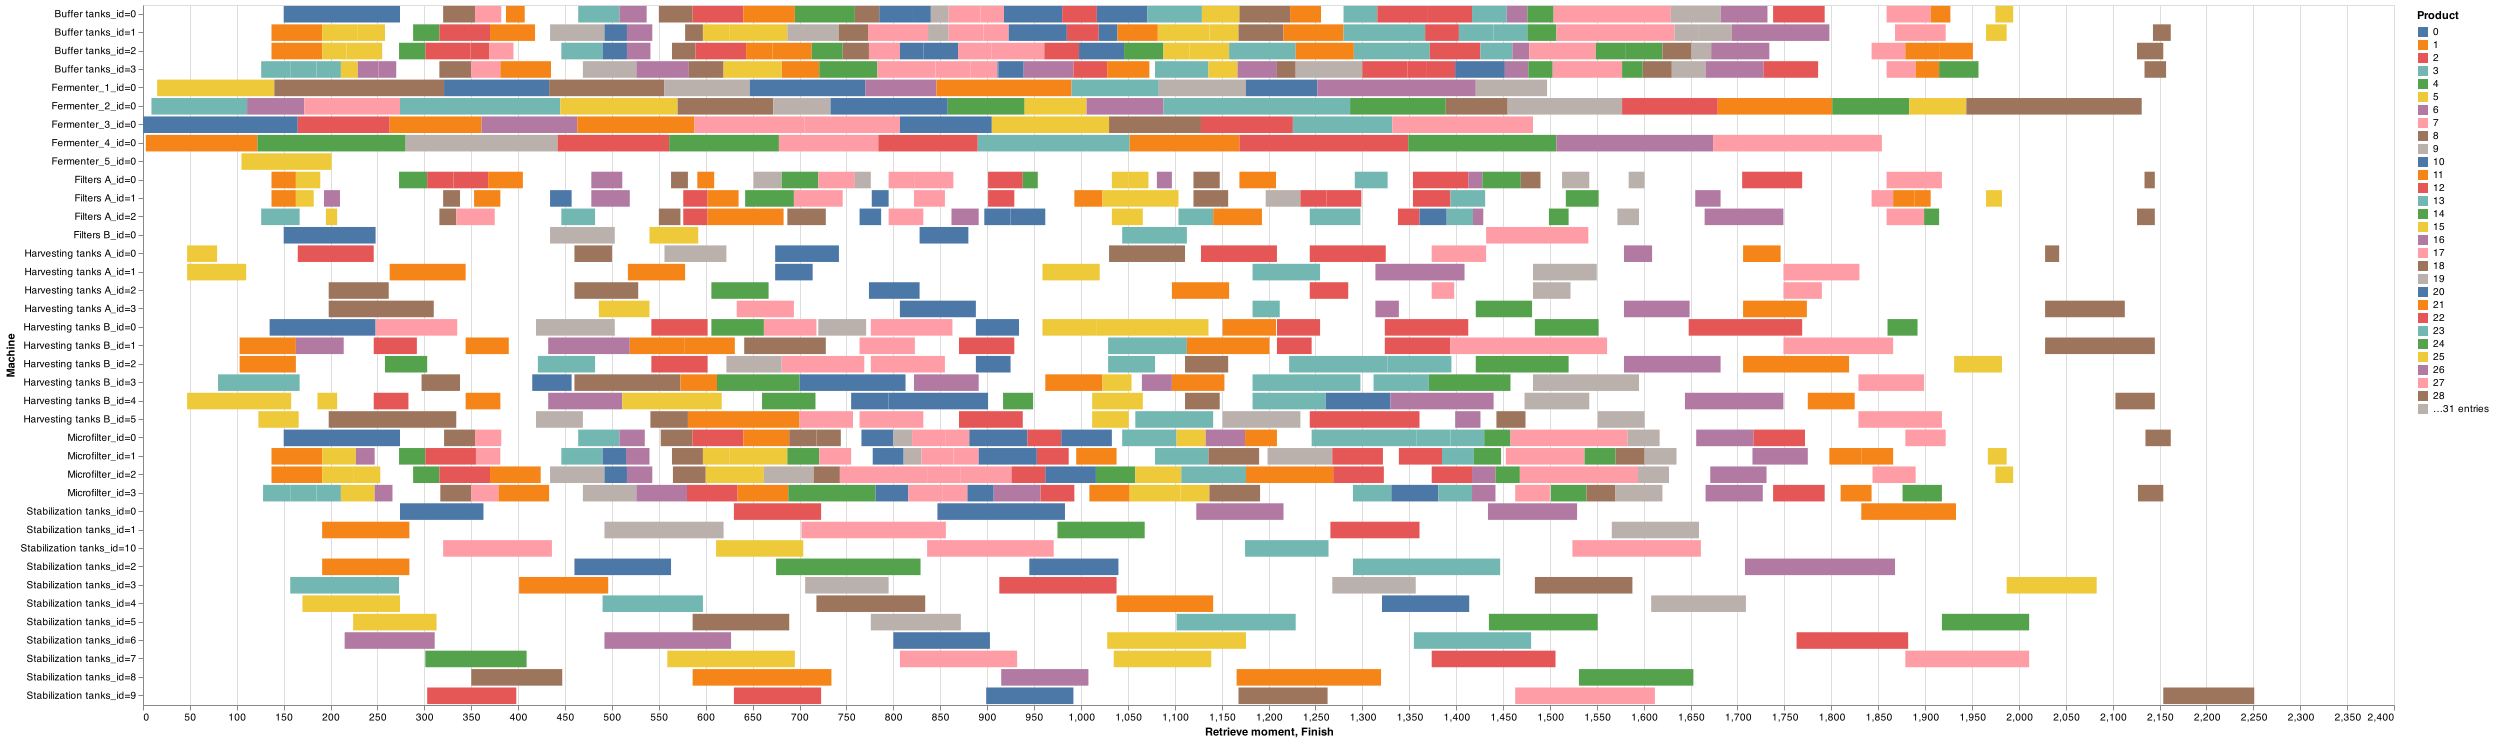 Buffer tanks_id=0
Buffer tanks_id=1
Buffer tanks_id=2
Buffer tanks_id=3
Fermenter_1_id=0
Fermenter_2_id=0
Fermenter_3_id=0
Fermenter_4_id=0
Fermenter_5_id=0
Filters A_id=0
Filters A_id=1
Filters A_id=2
Filters B_id=0
Harvesting tanks A_id=0
Harvesting tanks A_id=1
Harvesting tanks A_id=2
Harvesting tanks A_id=3
Harvesting tanks B_id=0
Harvesting tanks B_id=1
Harvesting tanks B_id=2
Harvesting tanks B_id=3
Harvesting tanks B_id=4
Harvesting tanks B_id=5
Microfilter_id=0
Microfilter_id=1
Microfilter_id=2
Microfilter_id=3
Stabilization tanks_id=0
Stabilization tanks_id=1
Stabilization tanks_id=10
Stabilization tanks_id=2
Stabilization tanks_id=3
Stabilization tanks_id=4
Stabilization tanks_id=5
Stabilization tanks_id=6
Stabilization tanks_id=7
Stabilization tanks_id=8
Stabilization tanks_id=9
Machine
0 50 100 150 200 250 300 350 400 450 500 550 600 650 700 750 800 850 900 950 1,000 1,050 1,100 1,150 1,200 1,250 1,300 1,350 1,400 1,450 1,500 1,550 1,600 1,650 1,700 1,750 1,800 1,850 1,900 1,950 2,000 2,050 2,100 2,150 2,200 2,250 2,300 2,350 2,400
Retrieve moment, Finish
Product
0
1
2
3
4
5
6
7
8
9
10
11
12
13
14
15
16
17
18
19
20
21
22
23
24
25
26
27
28
…31 entries